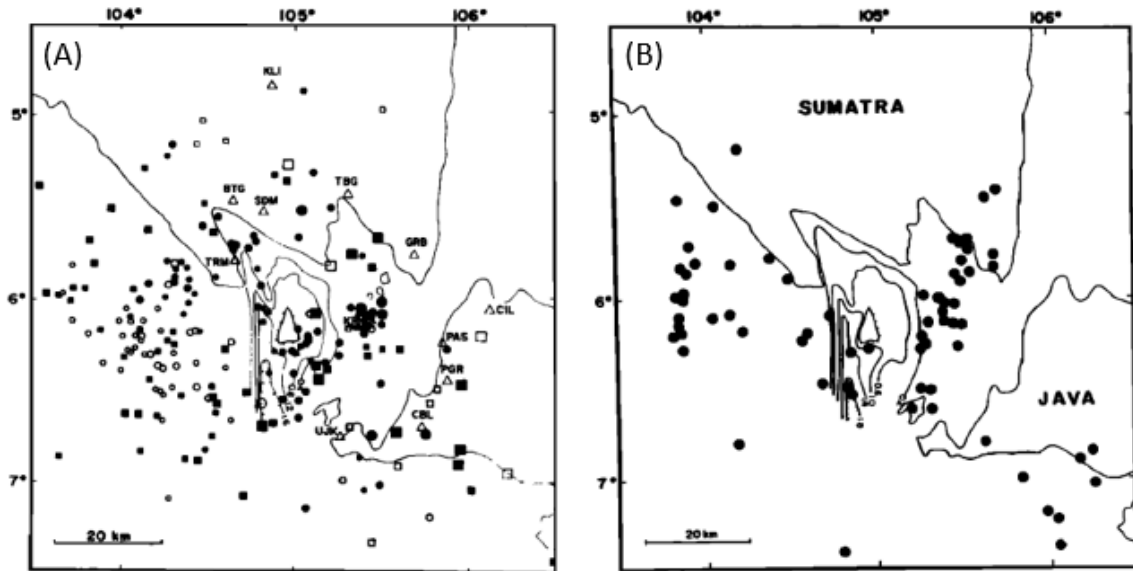 104° 105° 106°
(A)
KLI
5°
BTG
SDM
TBG
TRM
GRB
6°
CIL
PAS
PGR
CBL
UJK
7°
20 km
104° 105° 106°
(B)
SUMATRA
5°
6°
JAVA
7°
20 km